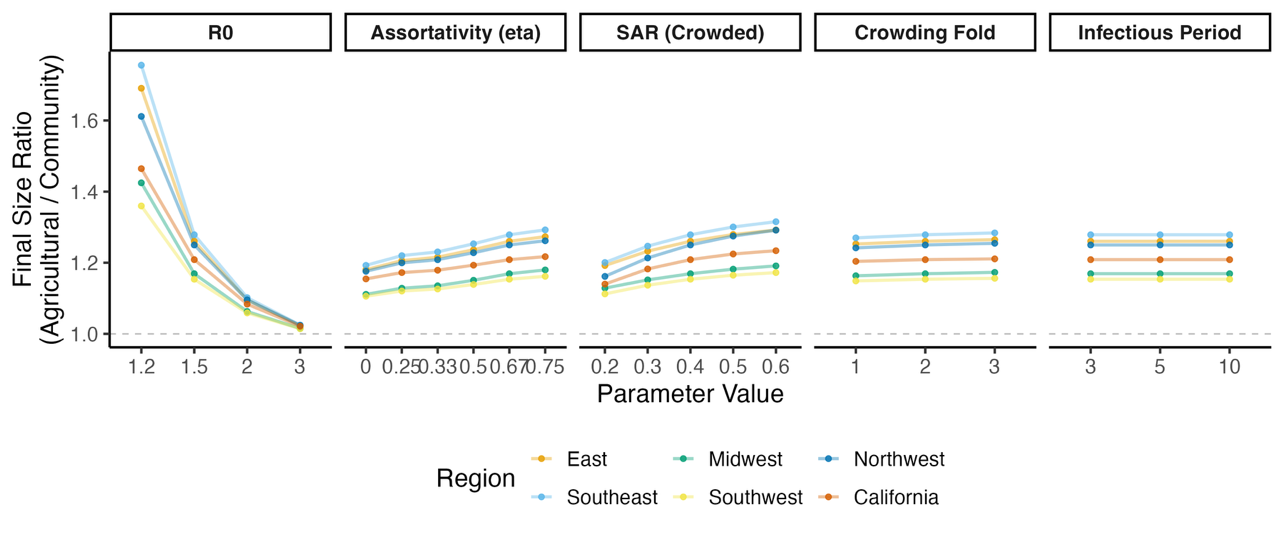 R0 Assortativity (eta) SAR (Crowded) Crowding Fold Infectious Period
Final Size Ratio
(Agricultural / Community)
1.6
1.4
1.2
1.0
1.2 1.5 2 3 0 0.25 0.33 0.5 0.67 0.75 0.2 0.3 0.4 0.5 0.6 1 2 3 3 5 10
Parameter Value
Region
East Midwest Northwest
Southeast Southwest California